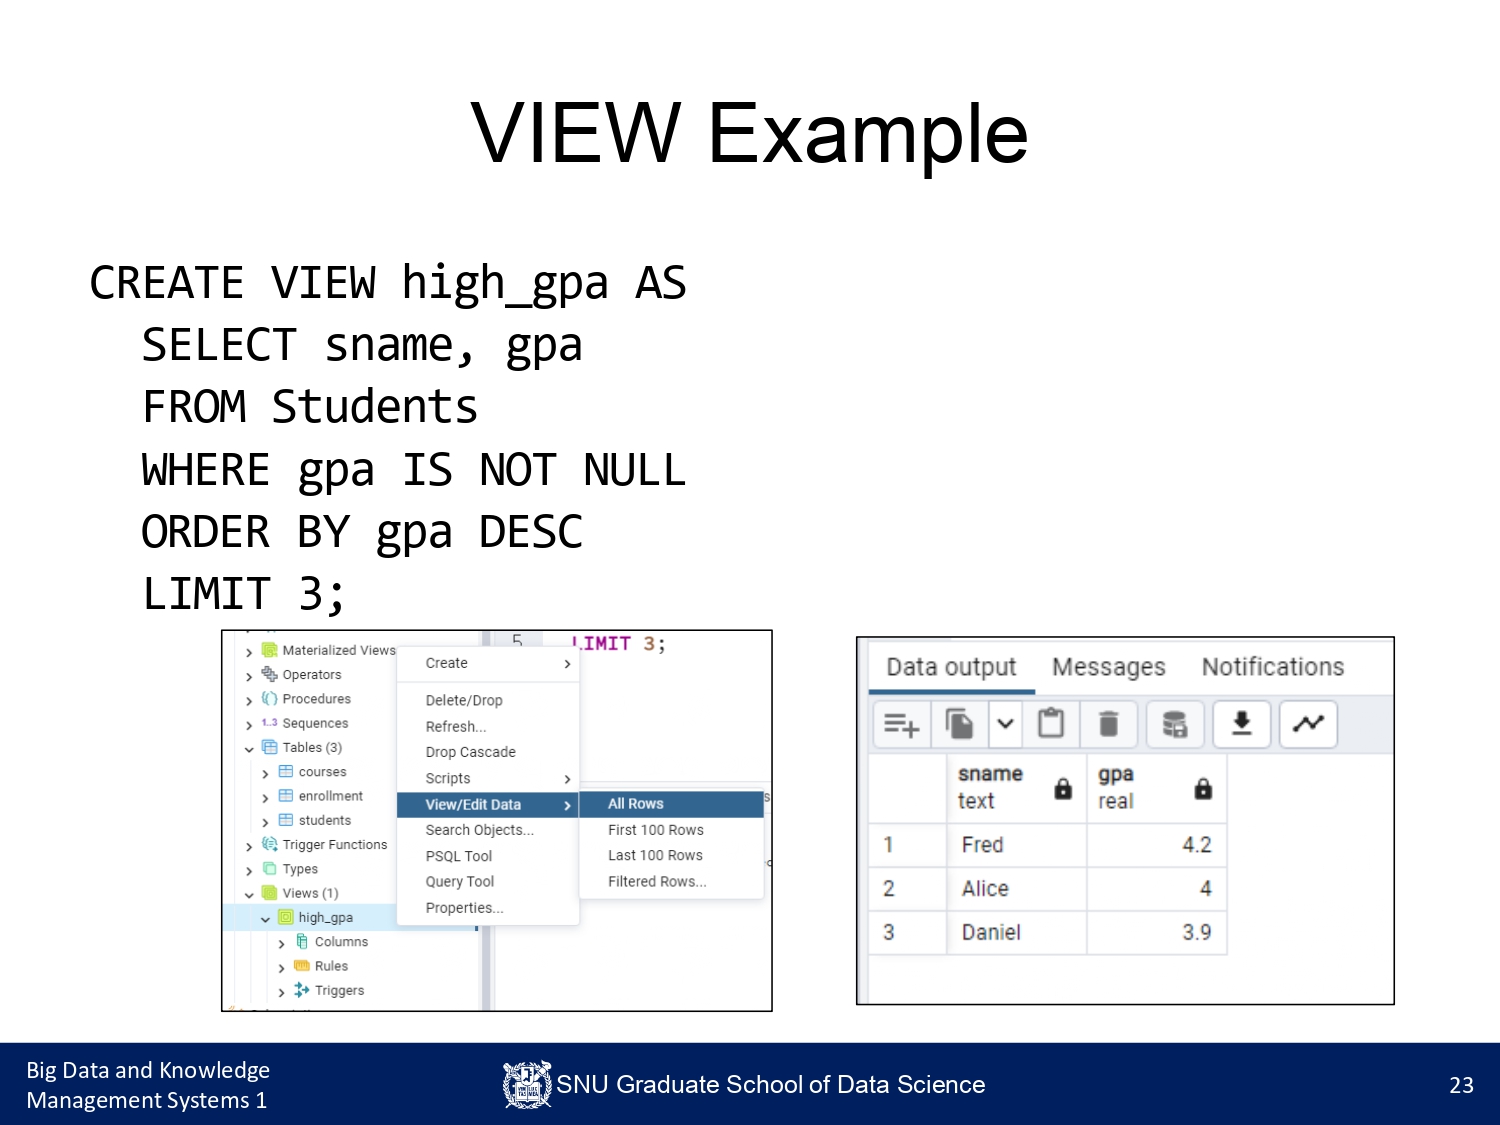 VIEW Example
CREATE VIEW high_gpa AS
SELECT sname, gpa
FROM Students
WHERE gpa IS NOT NULL
ORDER BY gpa DESC
LIMIT 3;
Materialized Views
Operators
Procedures
1..3 Sequences
Tables (3)
courses
enrollment
students
Trigger Functions
Types
Views (1)
high_gpa
Columns
Rules
Triggers
5 LIMIT 3;
Create
Delete/Drop
Refresh...
Drop Cascade
Scripts
View/Edit Data
Search Objects...
PSQL Tool
Query Tool
Properties...
All Rows
First 100 Rows
Last 100 Rows
Filtered Rows...
Data output Messages Notifications
sname gpa
text real
1 Fred 4.2
2 Alice 4
3 Daniel 3.9
Big Data and Knowledge
Management Systems 1
SNU Graduate School of Data Science
23